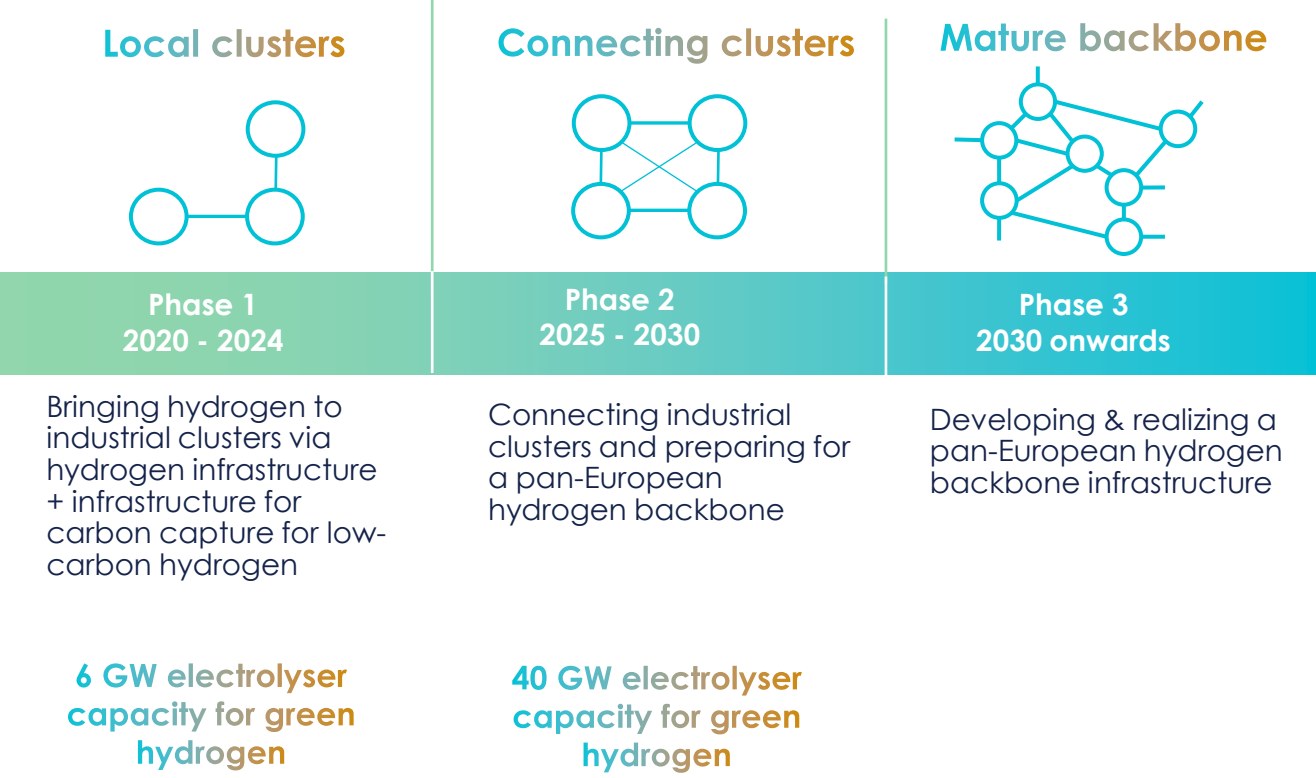 Local clusters
Connecting clusters
Mature backbone
Phase 1
2020 - 2024
Phase 2
2025 - 2030
Phase 3
2030 onwards
Bringing hydrogen to
industrial clusters via
hydrogen infrastructure
+ infrastructure for
carbon capture for low-
carbon hydrogen
Connecting industrial
clusters and preparing for
a pan-European
hydrogen backbone
Developing & realizing a
pan-European hydrogen
backbone infrastructure
6 GW electrolyser
capacity for green
hydrogen
40 GW electrolyser
capacity for green
hydrogen